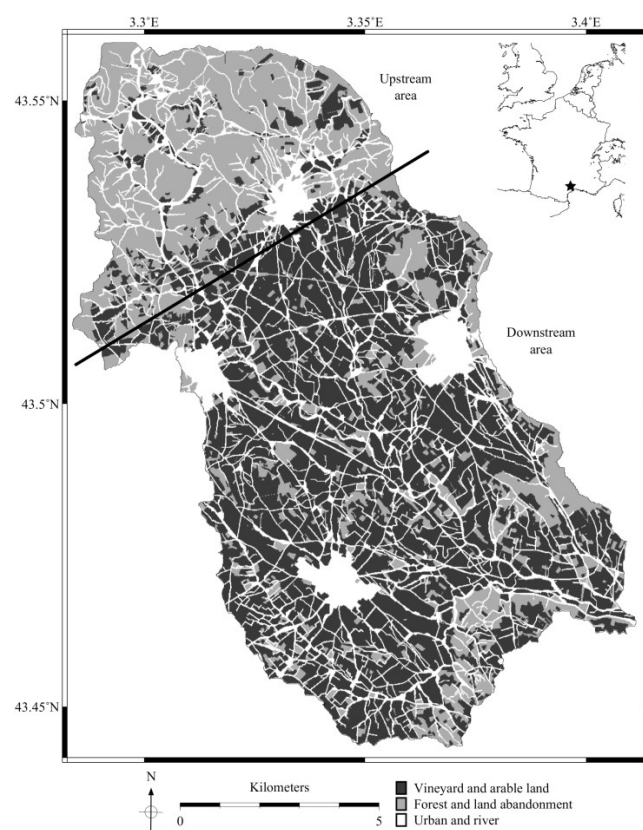 3.3°E 3.35°E 3.4°E
Upstream
area
43.55°N
Downstream
area
43.5°N
43.45°N
N
Kilometers
0 5
Vineyard and arable land
Forest and land abandonment
Urban and river